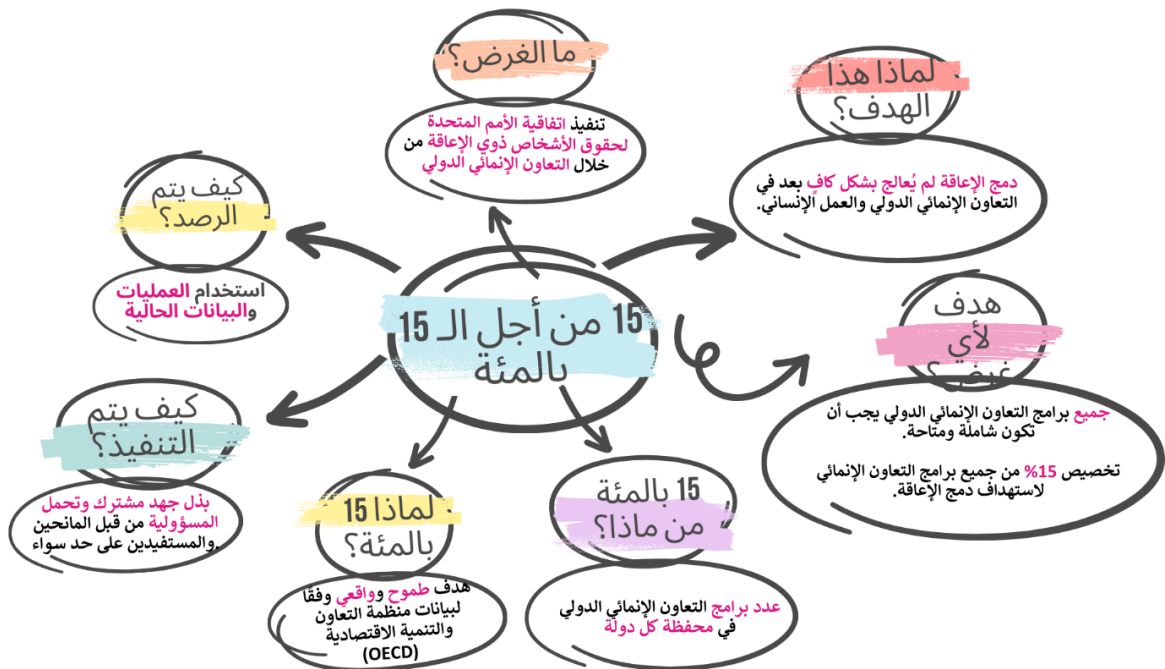 ما الغرض؟
تنفيذ اتفاقية الأمم المتحدة
لحقوق الأشخاص ذوي الإعاقة من
خلال التعاون الإنمائي الدولي
لماذا هذا
الهدف؟
دمج الإعاقة لم يُعالج بشكل كافٍ بعد في
التعاون الإنمائي الدولي والعمل الإنساني.
كيف يتم
الرصد؟
استخدام العمليات
والبيانات الحالية
15 من أجل الـ 15
بالمئة
هدف
لأي
غرض؟
جميع برامج التعاون الإنمائي الدولي يجب أن
تكون شاملة ومتاحة.
تخصيص 15% من جميع برامج التعاون الإنمائي
لاستهداف دمج الإعاقة.
كيف يتم
التنفيذ؟
بذل جهد مشترك وتحمل
المسؤولية من قبل المانحين
والمستفيدين على حد سواء.
لماذا 15
بالمئة؟
هدف طموح وواقعي وفقًا
لبيانات منظمة التعاون
والتنمية الاقتصادية
(OECD)
15 بالمئة
من ماذا؟
عدد برامج التعاون الإنمائي الدولي
في محفظة كل دولة